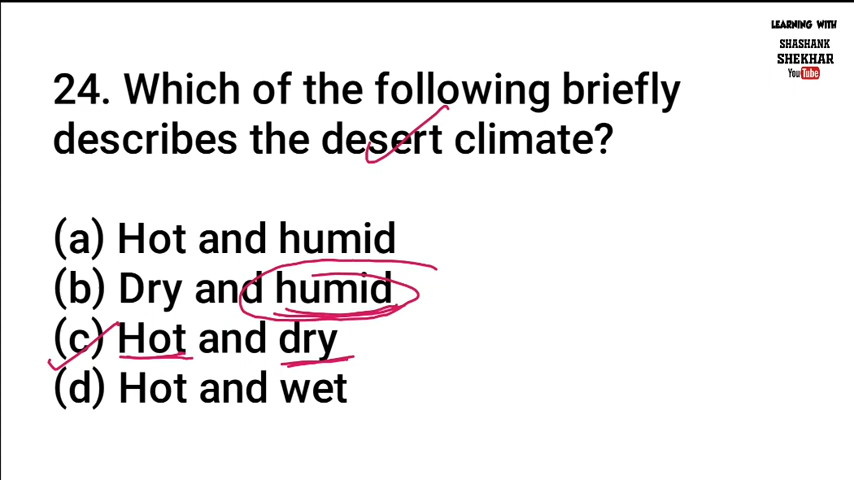 LEARNING WITH
SHASHANK
SHEKHAR
YouTube
24. Which of the following briefly
describes the desert climate?
(a) Hot and humid
(b) Dry and humid
(c) Hot and dry
(d) Hot and wet